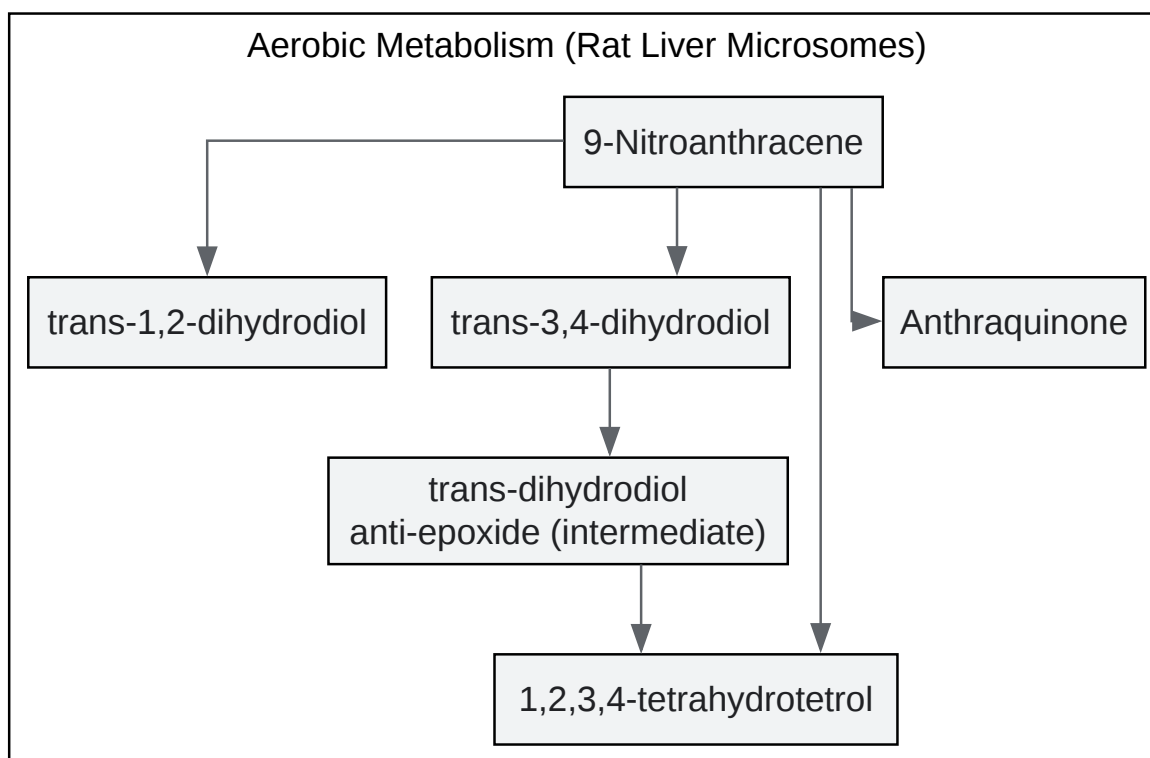 Aerobic Metabolism (Rat Liver Microsomes)
9-Nitroanthracene
trans-1,2-dihydrodiol
trans-3,4-dihydrodiol
Anthraquinone
trans-dihydrodiol
anti-epoxide (intermediate)
1,2,3,4-tetrahydrotetrol